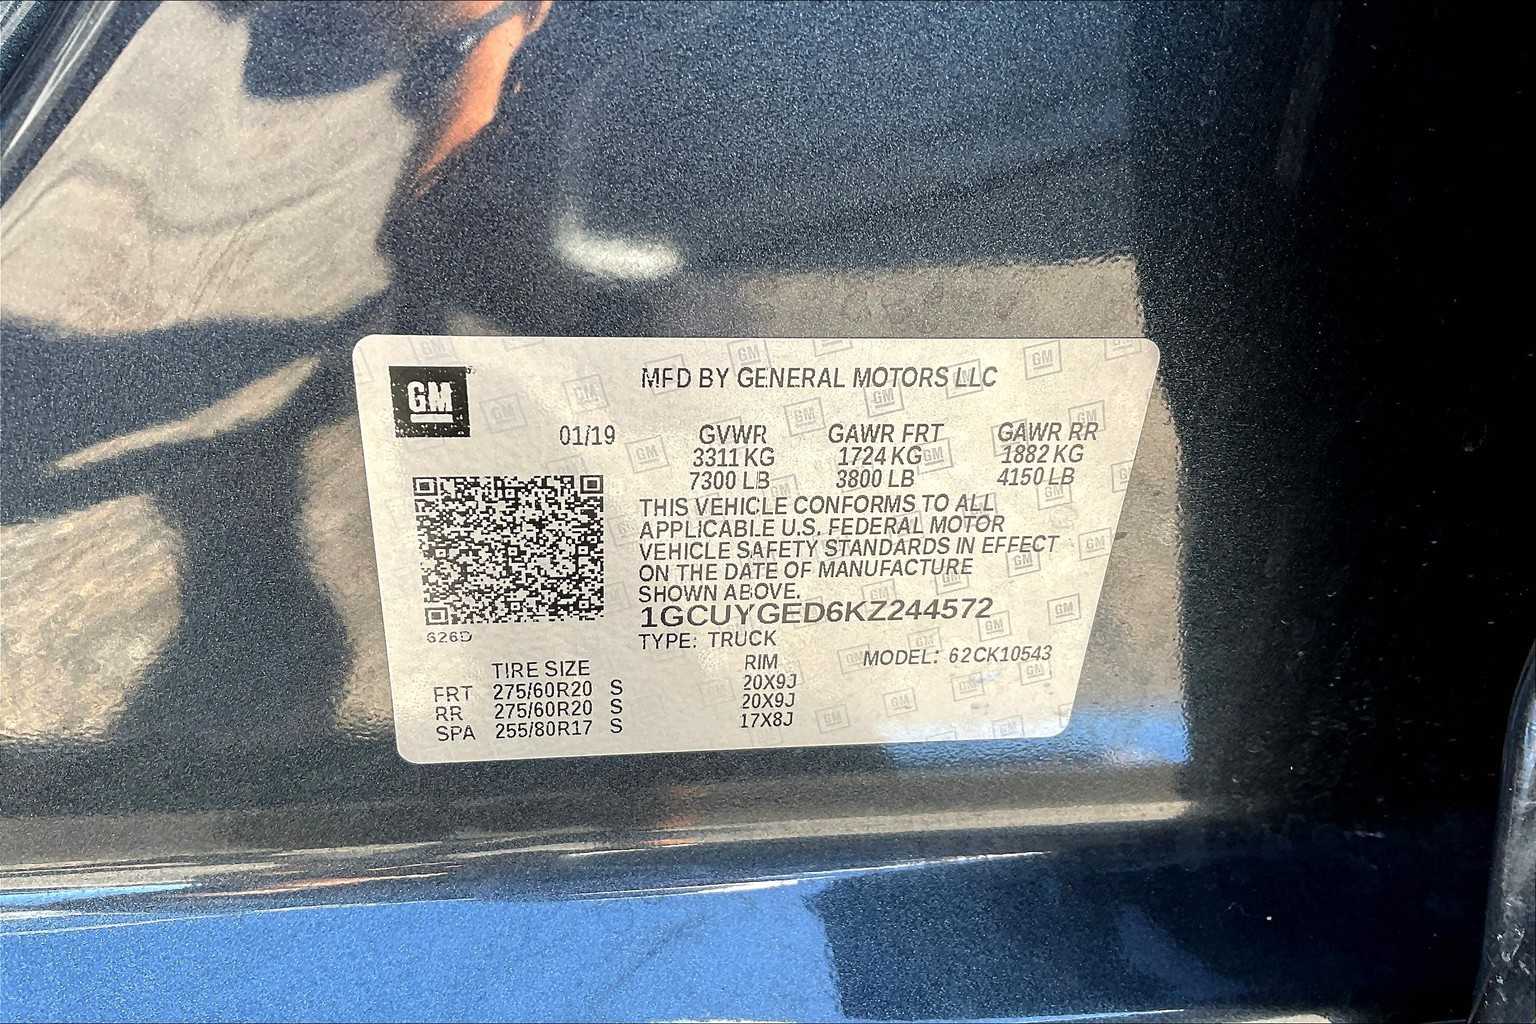 GM
MFD BY GENERAL MOTORS LLC
01/19
GVWR GAWR FRT GAWR RR
3311 KG 1724 KG 1882 KG
7300 LB 3800 LB 4150 LB
THIS VEHICLE CONFORMS TO ALL
APPLICABLE U.S. FEDERAL MOTOR
VEHICLE SAFETY STANDARDS IN EFFECT
ON THE DATE OF MANUFACTURE
SHOWN ABOVE.
1GCUYGED6KZ244572
626D
TYPE: TRUCK
MODEL: 62CK10543
TIRE SIZE RIM
FRT 275/60R20 S 20X9J
RR 275/60R20 S 20X9J
SPA 255/80R17 S 17X8J